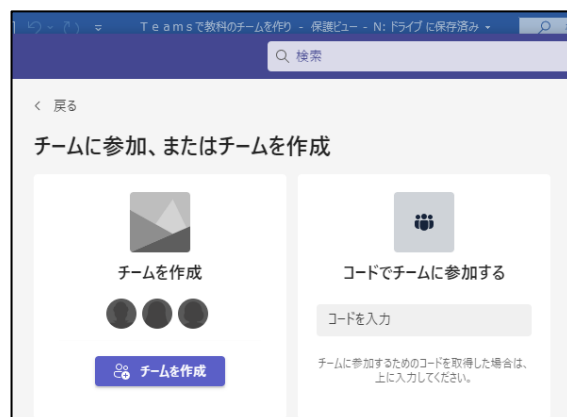 Teamsで教科のチームを作り - 保護ビュー - N: ドライブ に保存済み
検索
戻る
チームに参加、またはチームを作成
チームを作成
チームを作成
コードでチームに参加する
コードを入力
チームに参加するためのコードを取得した場合は、
上に入力してください。